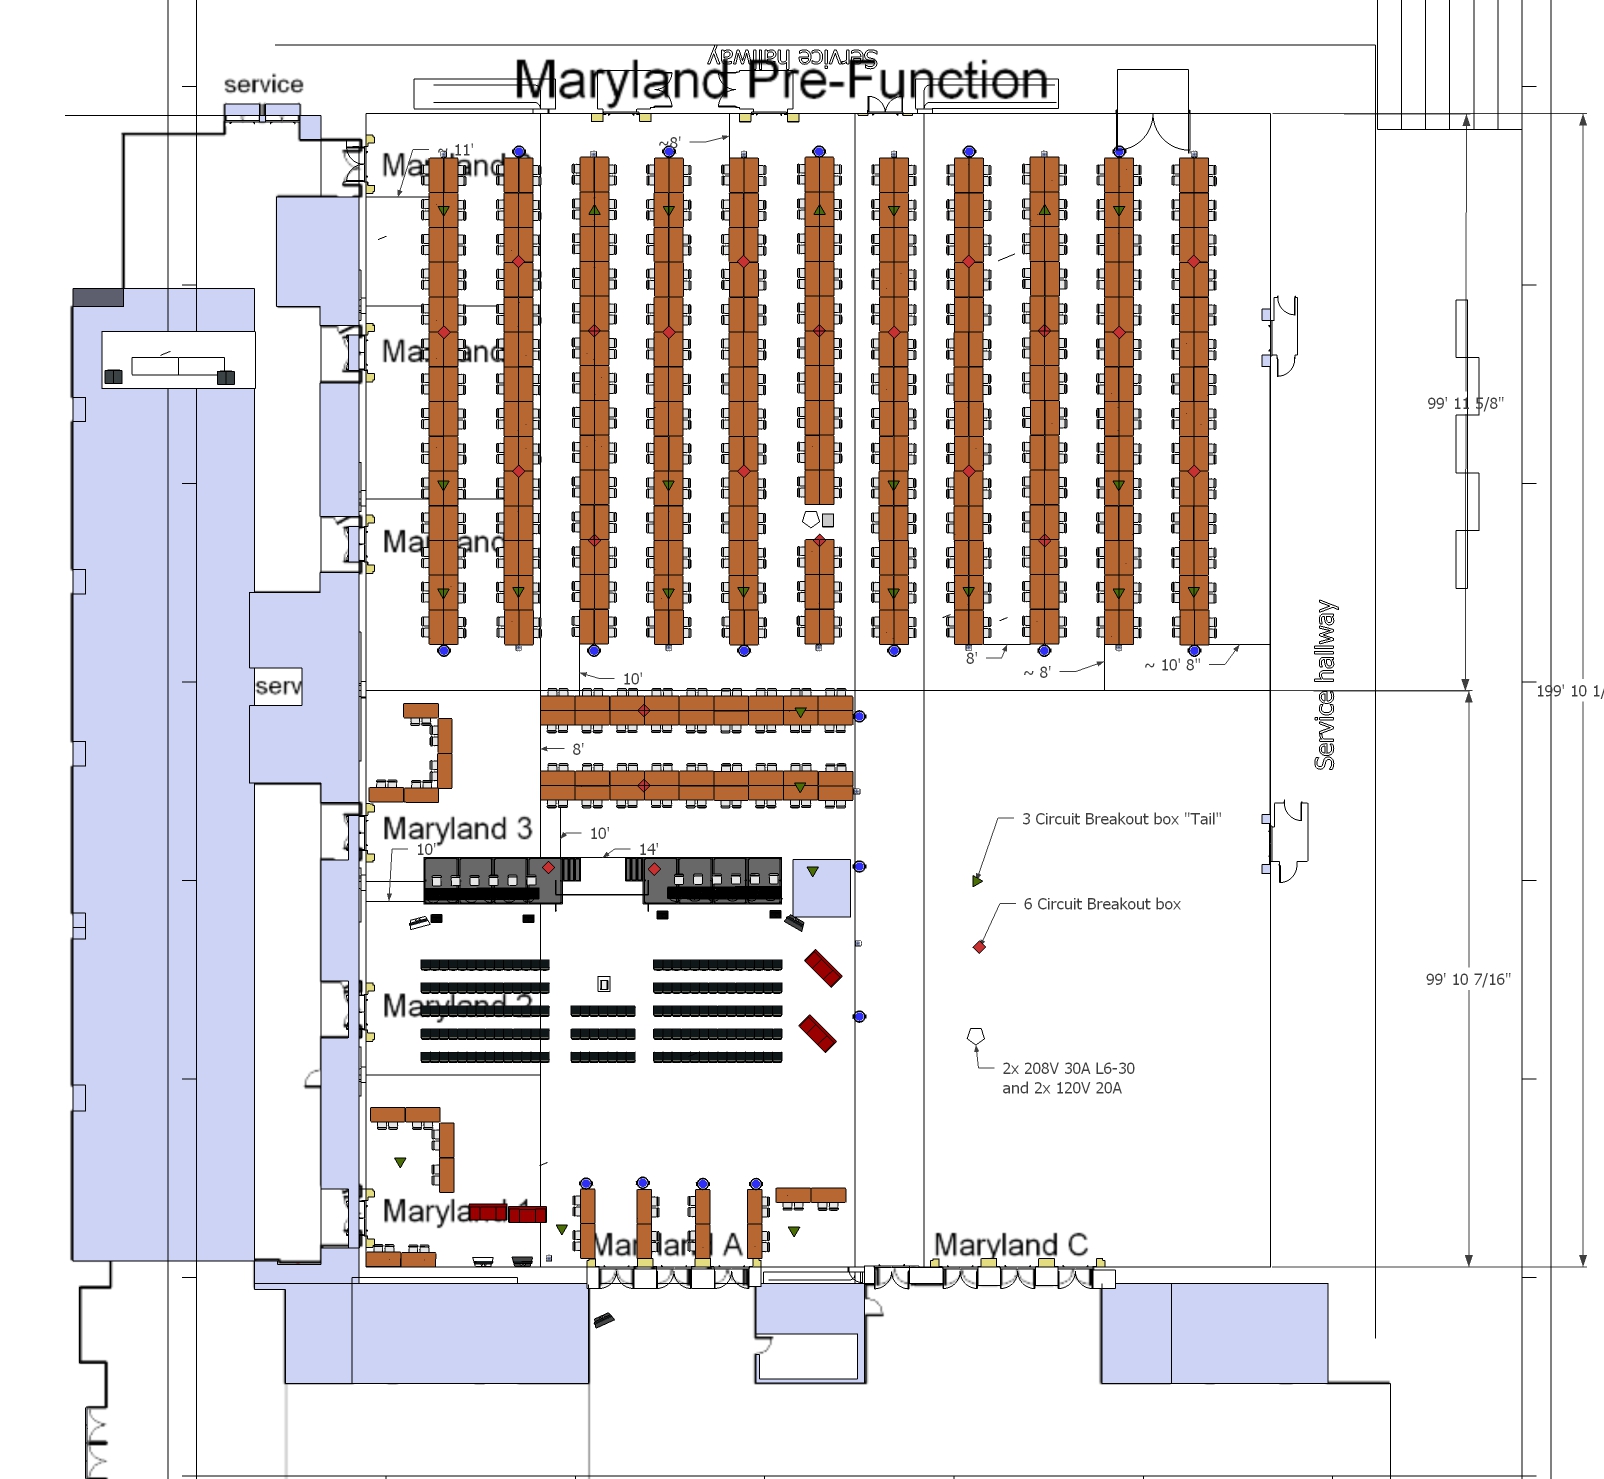 Service hallway
Maryland Pre-Function
service
~ 11'
~8'
99' 11 5/8"
Service hallway
8'
~ 8'
~ 10' 8"
10'
serv
199' 10 1/
8'
3 Circuit Breakout box "Tail"
Maryland 3
10'
10'
14'
6 Circuit Breakout box
99' 10 7/16"
Maryland 2
2x 208V 30A L6-30
and 2x 120V 20A
Maryland 1
Maryland A
Maryland C